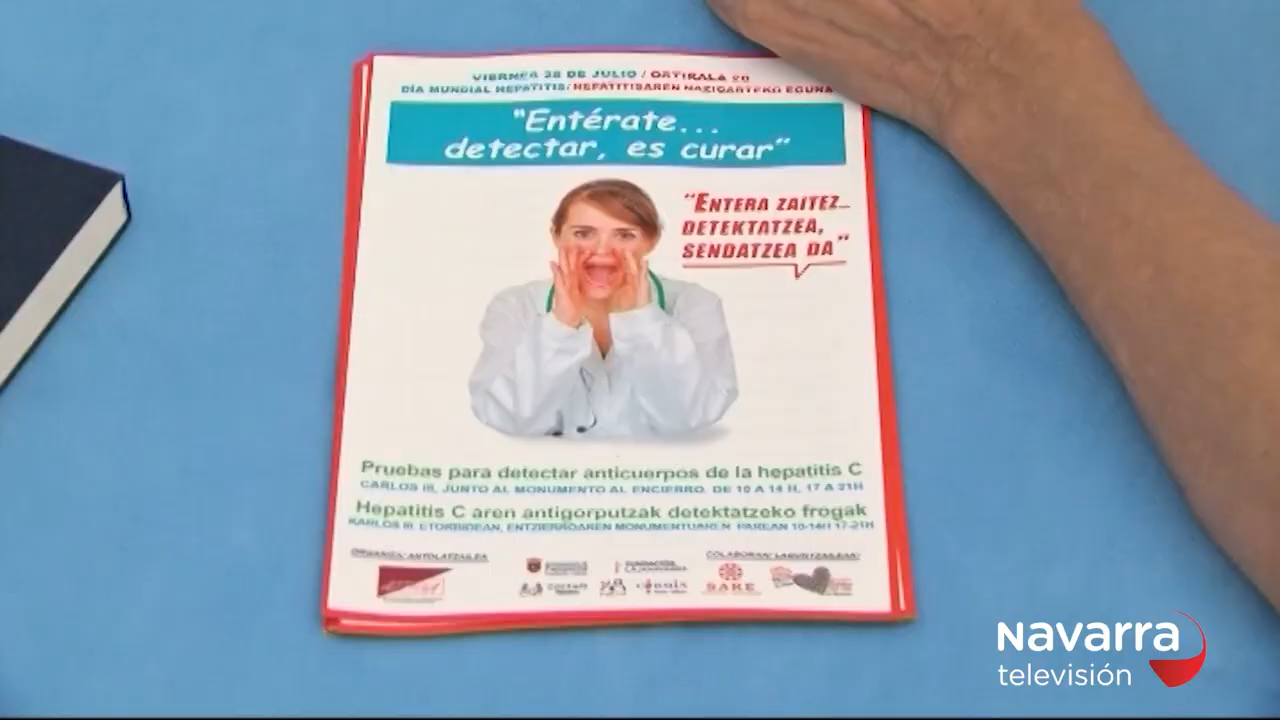 VIERNES 28 DE JULIO / ORTIRALA 28
DÍA MUNDIAL HEPATITIS/HEPATITISAREN NAZIOARTEKO EGUNA
"Entérate...
detectar, es curar"
"ENTERA ZAITEZ...
DETEKTATZEA,
SENDATZEA DA"
Pruebas para detectar anticuerpos de la hepatitis C
CARLOS III, JUNTO AL MONUMENTO AL ENCIERRO. DE 10 A 14 H, 17 A 21H
Hepatitis C aren antigorputzak detektatzeko frogak
KARLOS III. ETORBIDEAN, ENTZIERROAREN MONUMENTUAREN PAREAN 10-14H 17-21H
ORGANIZA/ANTOLATZAILEA
COLABORAN/LAGUNTZAILEAK:
SARE
Navarra
televisión